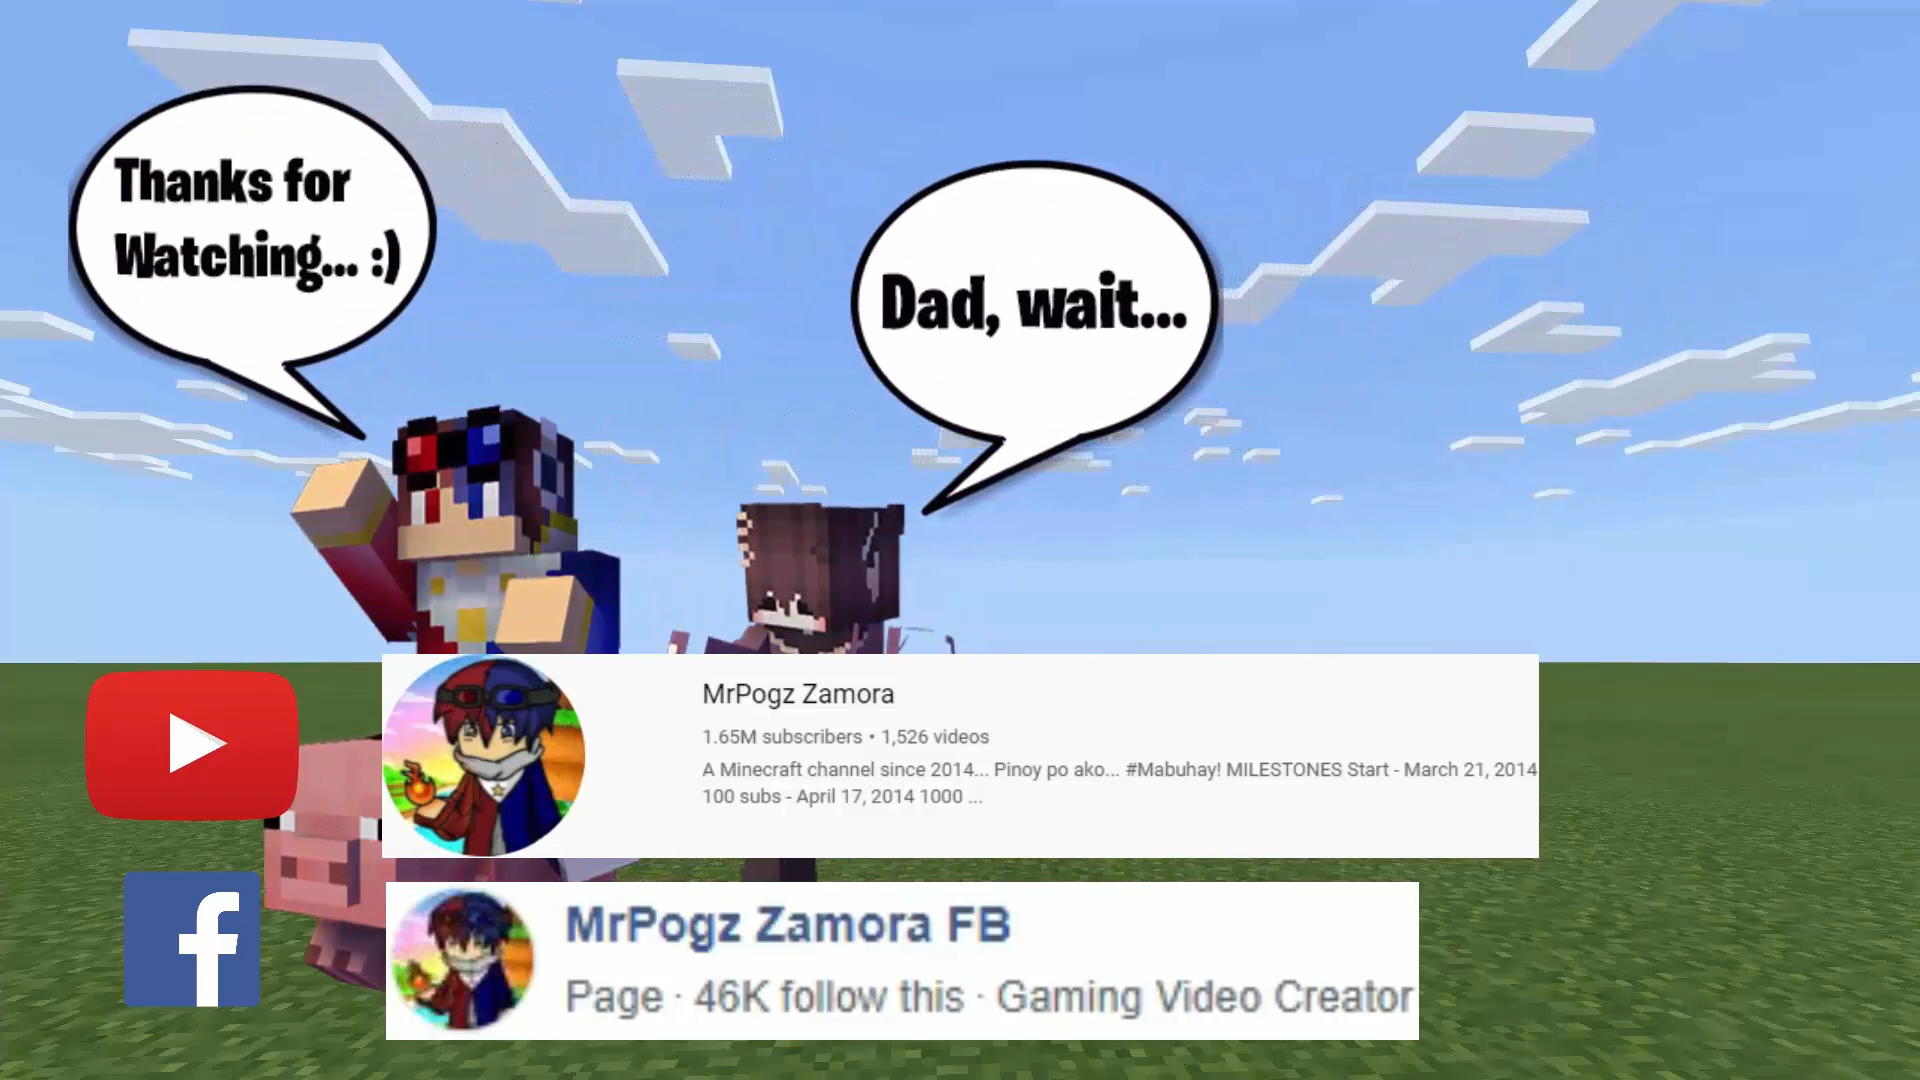 Thanks for
Watching... :)
Dad, wait...
MrPogz Zamora
1.65M subscribers • 1,526 videos
A Minecraft channel since 2014... Pinoy po ako... #Mabuhay! MILESTONES Start - March 21, 2014
100 subs - April 17, 2014 1000 ...
MrPogz Zamora FB
Page · 46K follow this · Gaming Video Creator